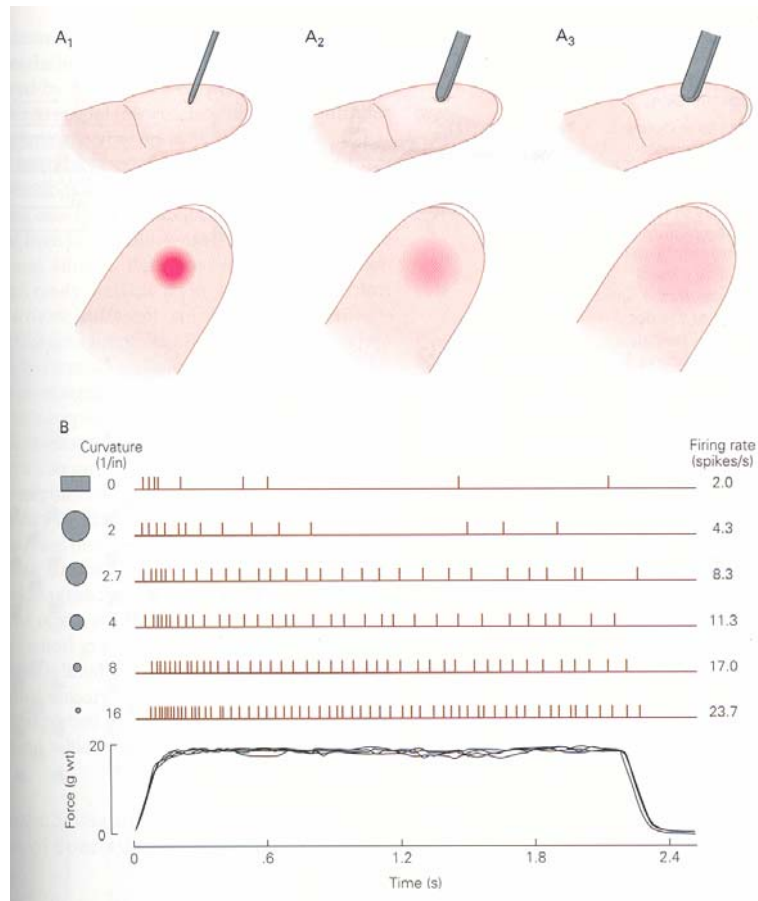 A1 A2 A3
B
Curvature (1/in) Firing rate (spikes/s)
0 2.0
2 4.3
2.7 8.3
4 11.3
8 17.0
16 23.7
20
Force (g wt)
0
0 .6 1.2 1.8 2.4
Time (s)